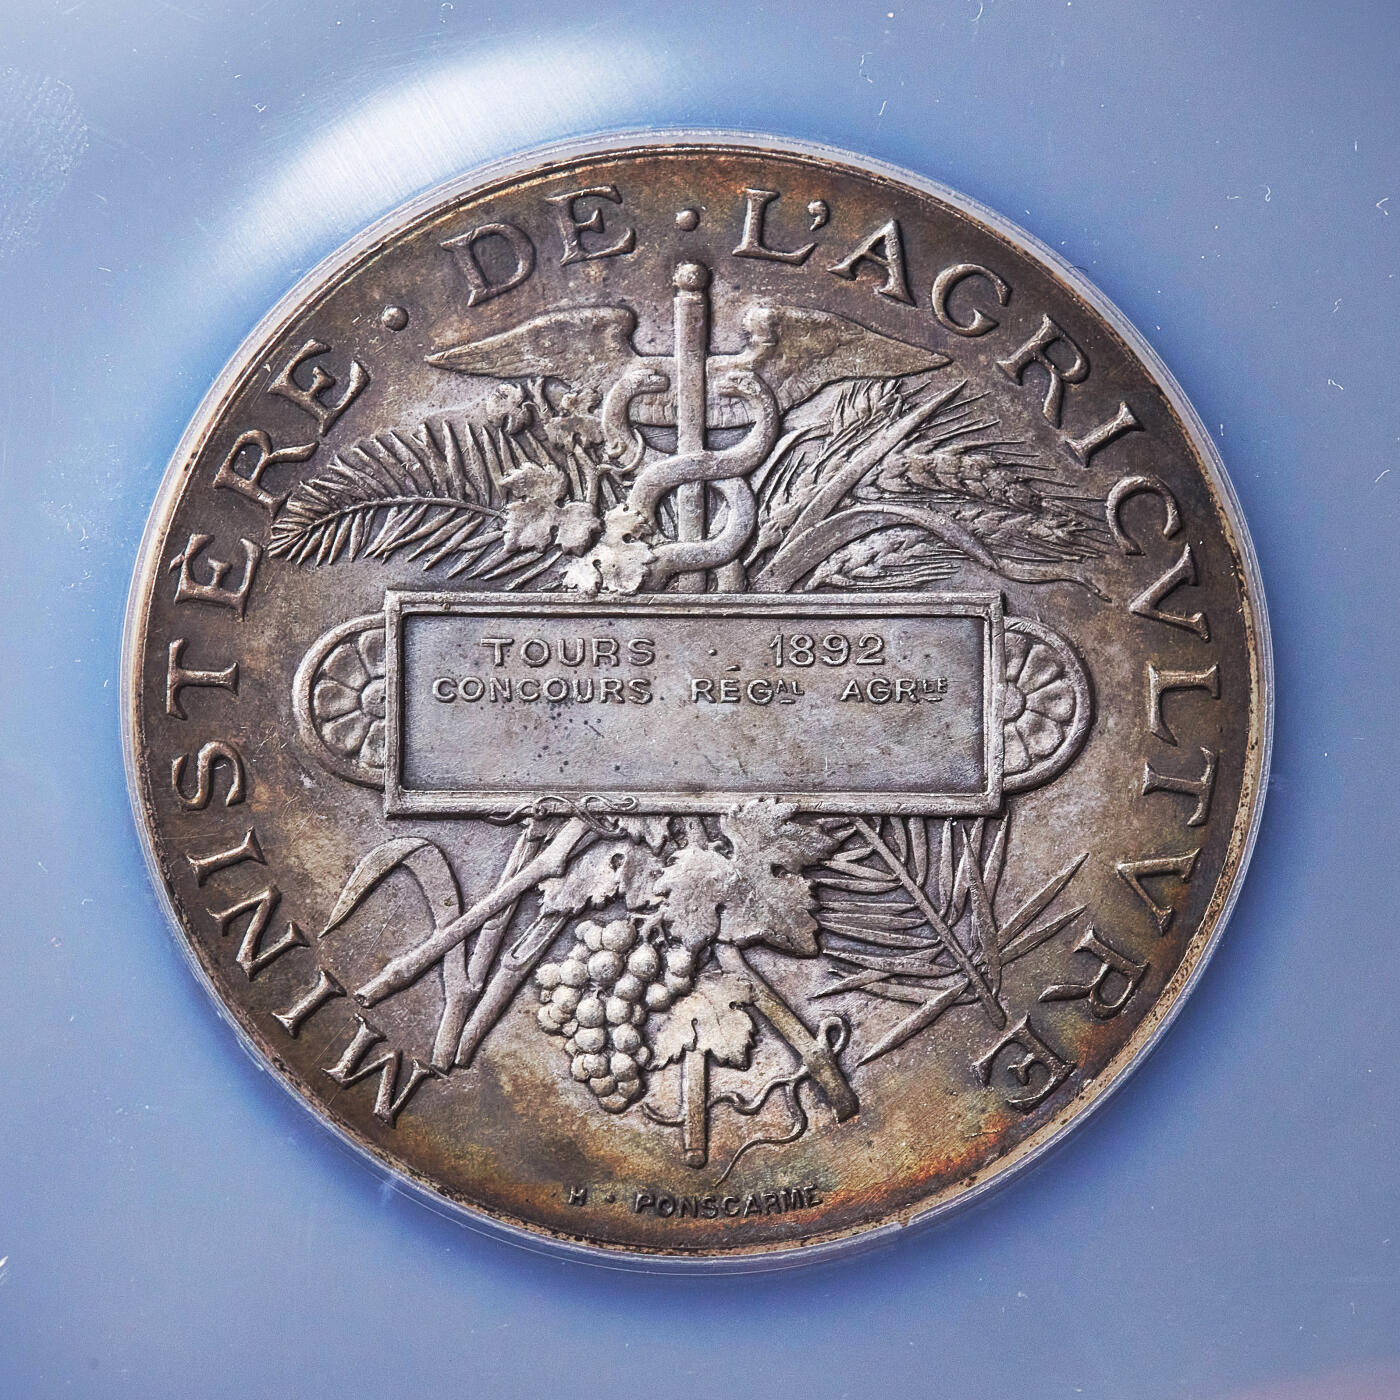 MINISTÈRE · DE · L'AGRICVLTVRE
TOURS · 1892
CONCOURS RÉGAL AGRLE
H · PONSCARME